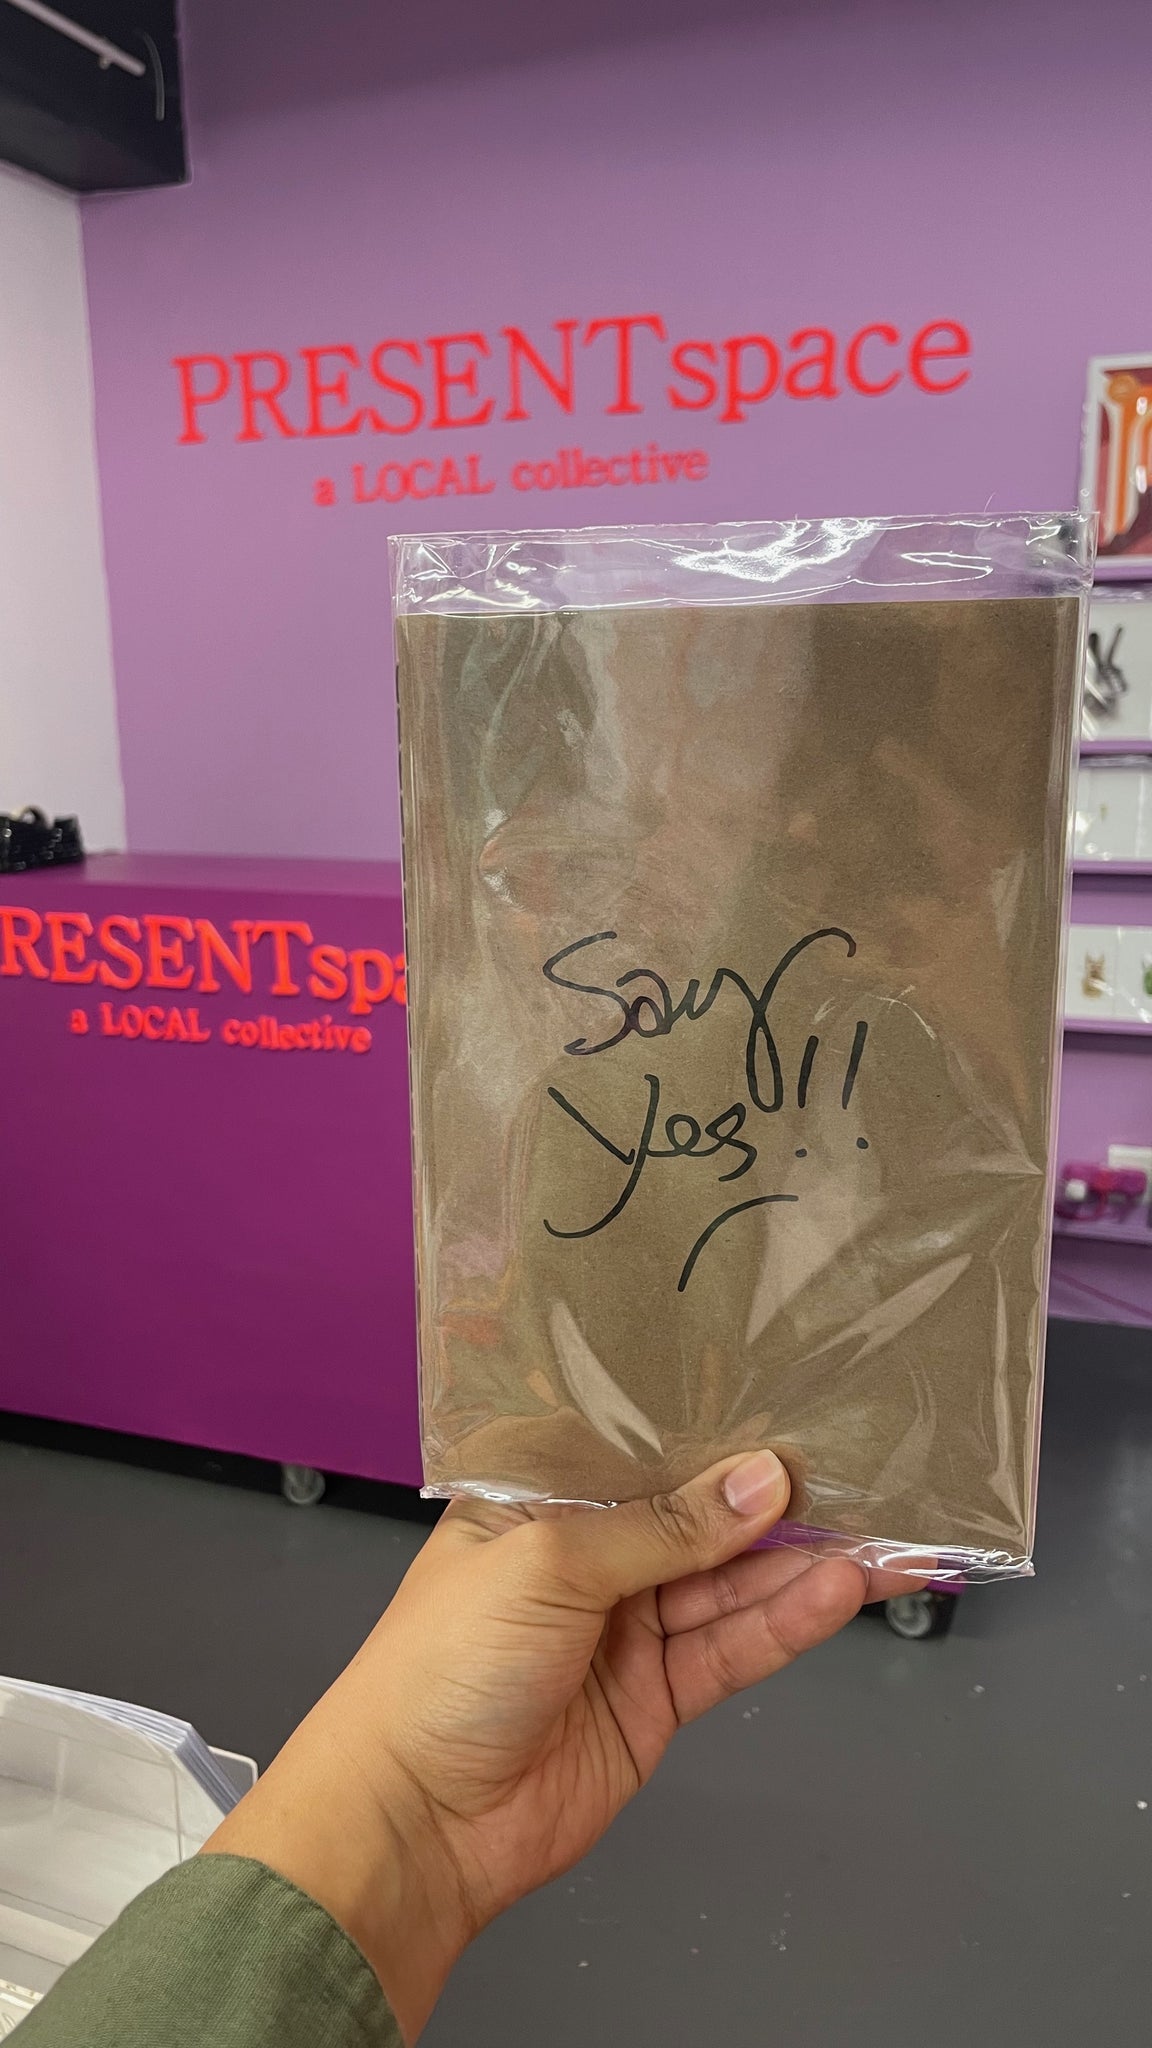 PRESENTspace
a LOCAL collective
RESENTspa
a LOCAL collective
Say
Yes!!